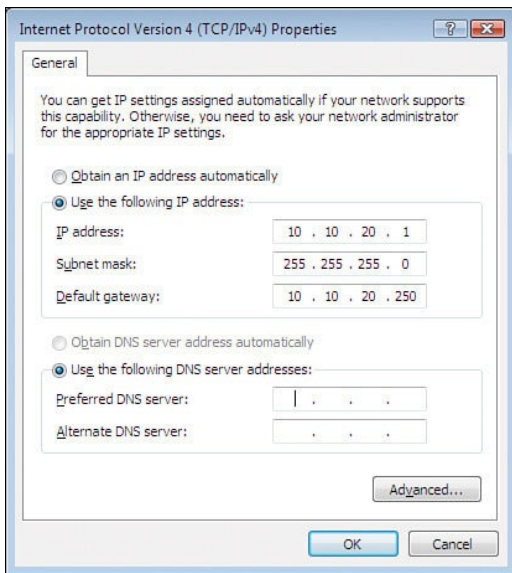 Internet Protocol Version 4 (TCP/IPv4) Properties
General
You can get IP settings assigned automatically if your network supports
this capability. Otherwise, you need to ask your network administrator
for the appropriate IP settings.
Obtain an IP address automatically
Use the following IP address:
IP address: 10 . 10 . 20 . 1
Subnet mask: 255 . 255 . 255 . 0
Default gateway: 10 . 10 . 20 . 250
Obtain DNS server address automatically
Use the following DNS server addresses:
Preferred DNS server: . . .
Alternate DNS server: . . .
Advanced...
OK Cancel